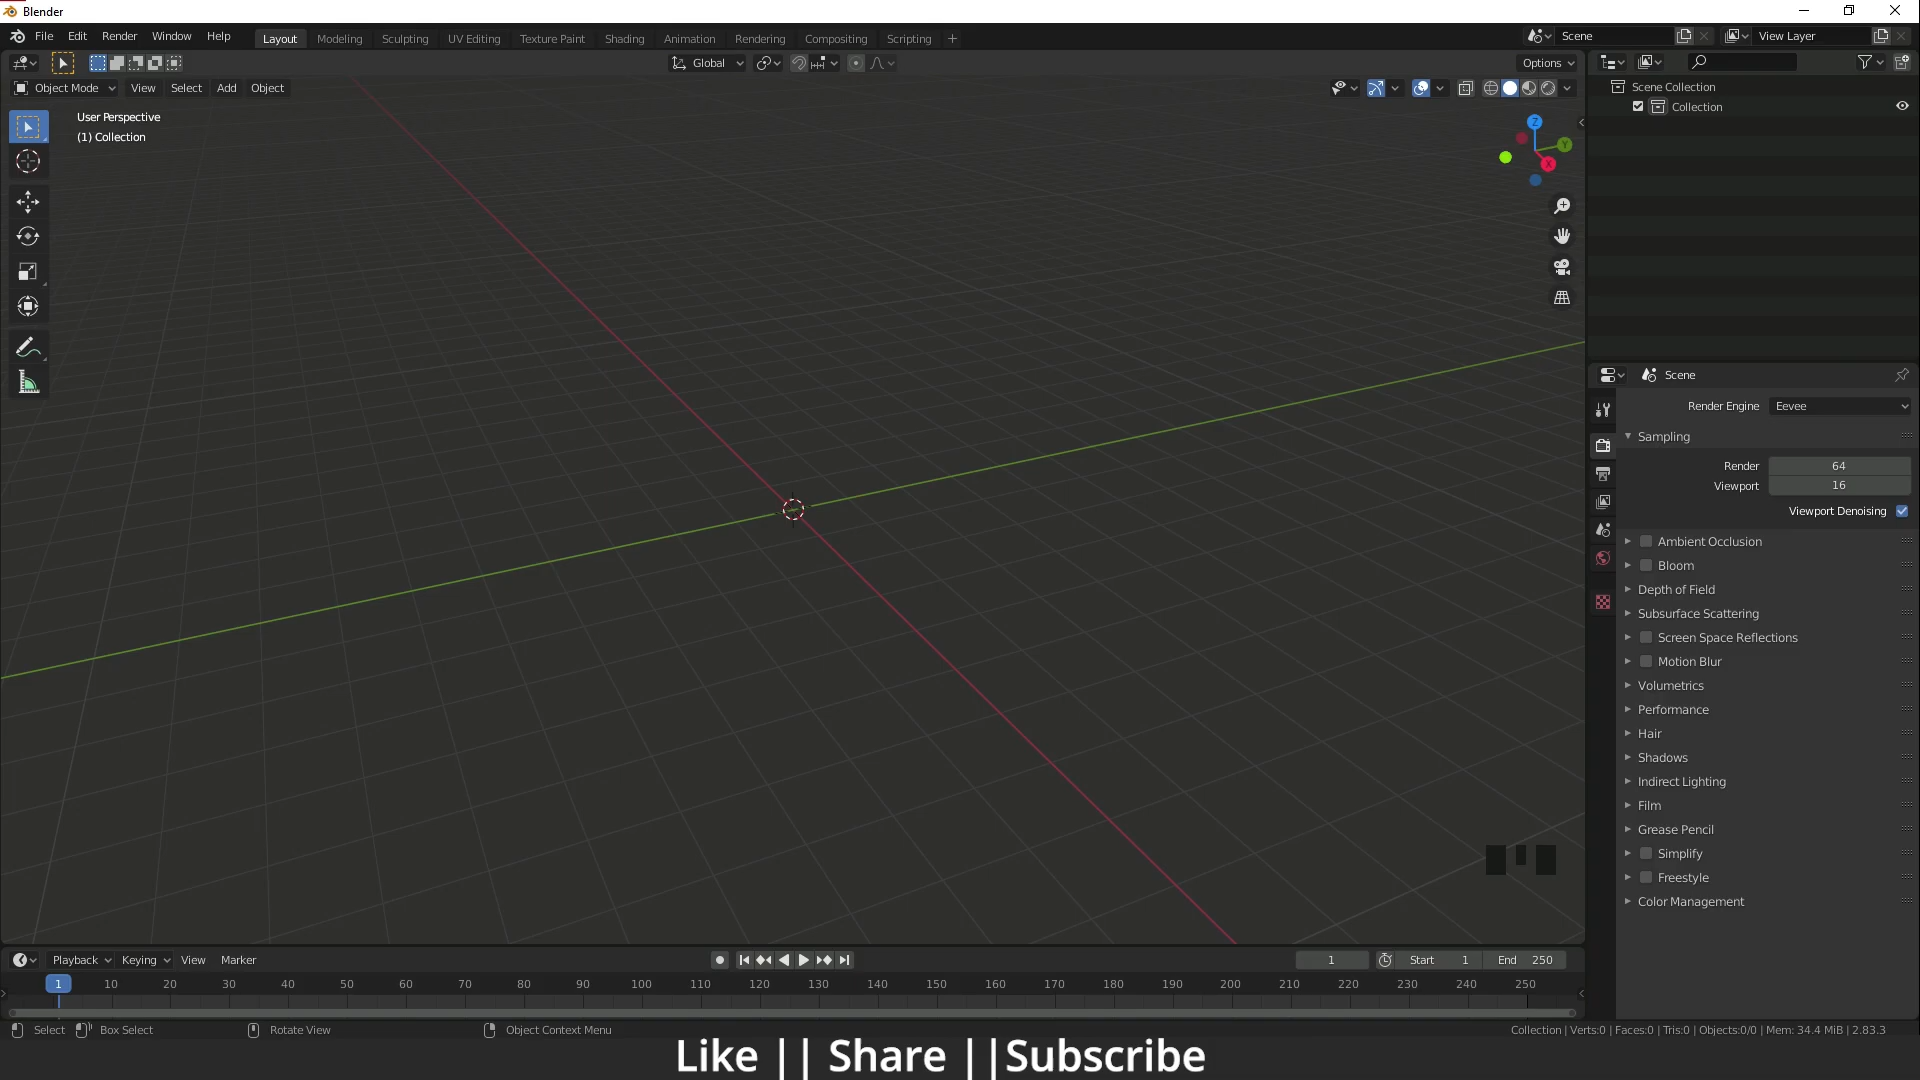 Blender
File Edit Render Window Help Layout Modeling Sculpting UV Editing Texture Paint Shading Animation Rendering Compositing Scripting + Scene View Layer
Global Options
Object Mode View Select Add Object
User Perspective
(1) Collection
Z
Y
X
Scene Collection
Collection
Scene
Render Engine Eevee
Sampling
Render 64
Viewport 16
Viewport Denoising
Ambient Occlusion
Bloom
Depth of Field
Subsurface Scattering
Screen Space Reflections
Motion Blur
Volumetrics
Performance
Hair
Shadows
Indirect Lighting
Film
Grease Pencil
Simplify
Freestyle
Color Management
Playback Keying View Marker 1 Start 1 End 250
1 10 20 30 40 50 60 70 80 90 100 110 120 130 140 150 160 170 180 190 200 210 220 230 240 250
Select Box Select Rotate View Object Context Menu Collection | Verts:0 | Faces:0 | Tris:0 | Objects:0/0 | Mem: 34.4 MiB | 2.83.3
Like || Share ||Subscribe